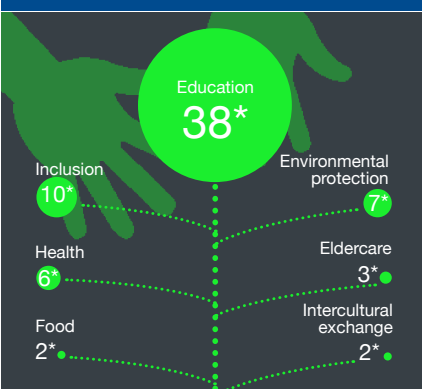 Education
38*
Inclusion
10*
Environmental
protection
7*
Health
6*
Eldercare
3*
Food
2*
Intercultural
exchange
2*